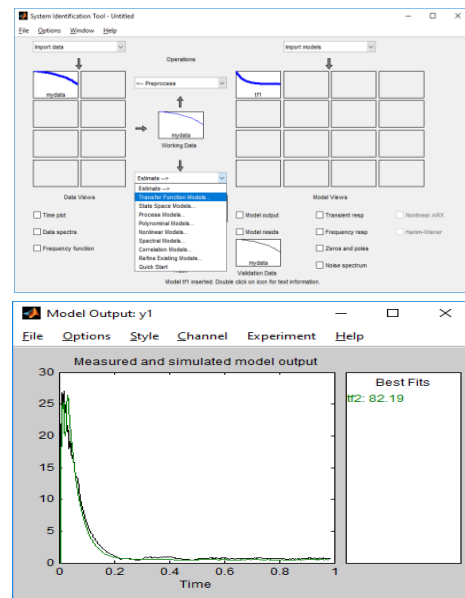 System Identification Tool - Untitled
File Options Window Help
Import data
Import models
Operations
<-- Preprocess
mydata
tf1
mydata
Working Data
Estimate -->
Estimate -->
Transfer Function Models...
State Space Models...
Process Models...
Polynomial Models...
Nonlinear Models...
Spectral Models...
Correlation Models...
Refine Existing Models...
Quick Start
Data Views
Model Views
Time plot
Data spectra
Frequency function
Model output
Transient resp
Nonlinear ARX
Model resids
Frequency resp
Hamm-Wiener
Zeros and poles
Noise spectrum
mydata
Validation Data
Model tf1 inserted. Double click on icon for text information.
Model Output: y1
File Options Style Channel Experiment Help
Measured and simulated model output
Best Fits
tf2: 82.19
30
25
20
15
10
5
0
0 0.2 0.4 0.6 0.8 1
Time